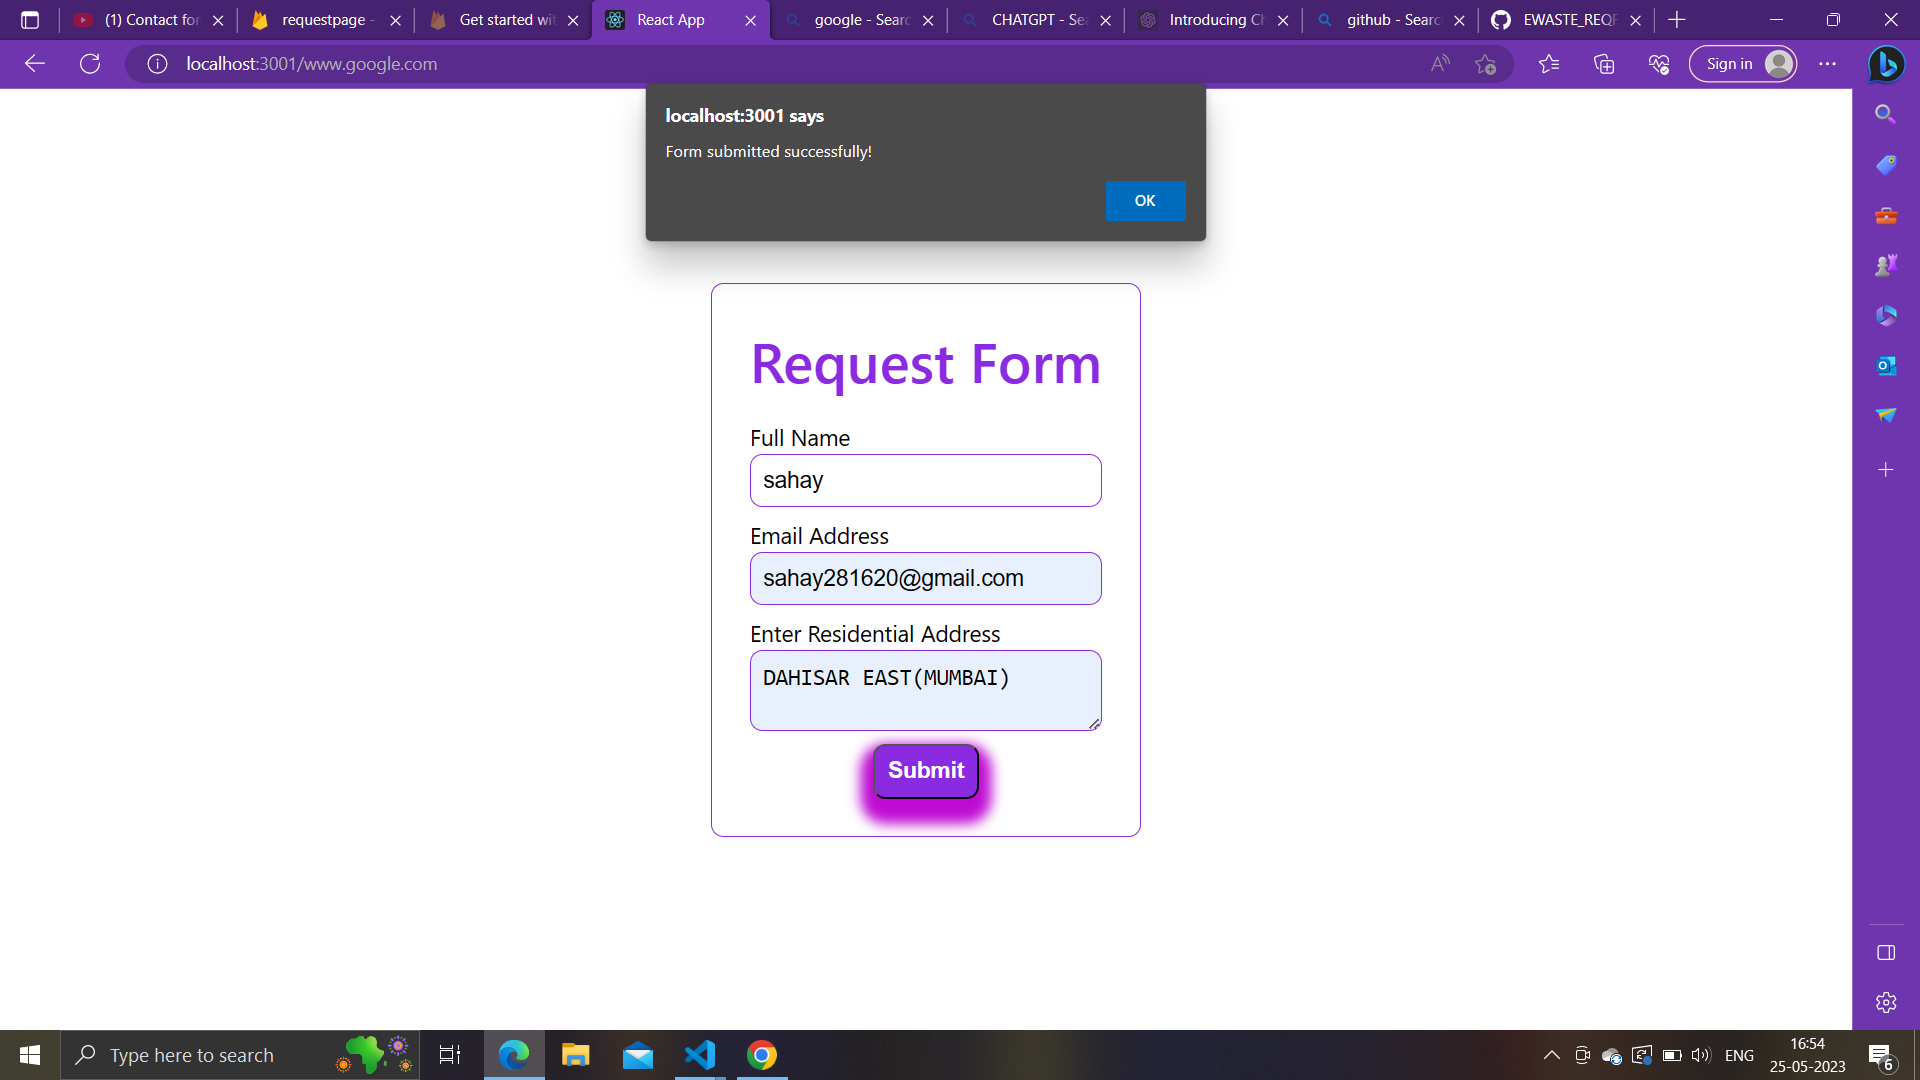 (1) Contact for
requestpage -
Get started wit
React App
google - Searc
CHATGPT - Sea
Introducing Ch
github - Searc
EWASTE_REQF
localhost:3001/www.google.com
Sign in
localhost:3001 says
Form submitted successfully!
OK
Request Form
Full Name
sahay
Email Address
sahay281620@gmail.com
Enter Residential Address
DAHISAR EAST(MUMBAI)
Submit
Type here to search
ENG
16:54
25-05-2023
6